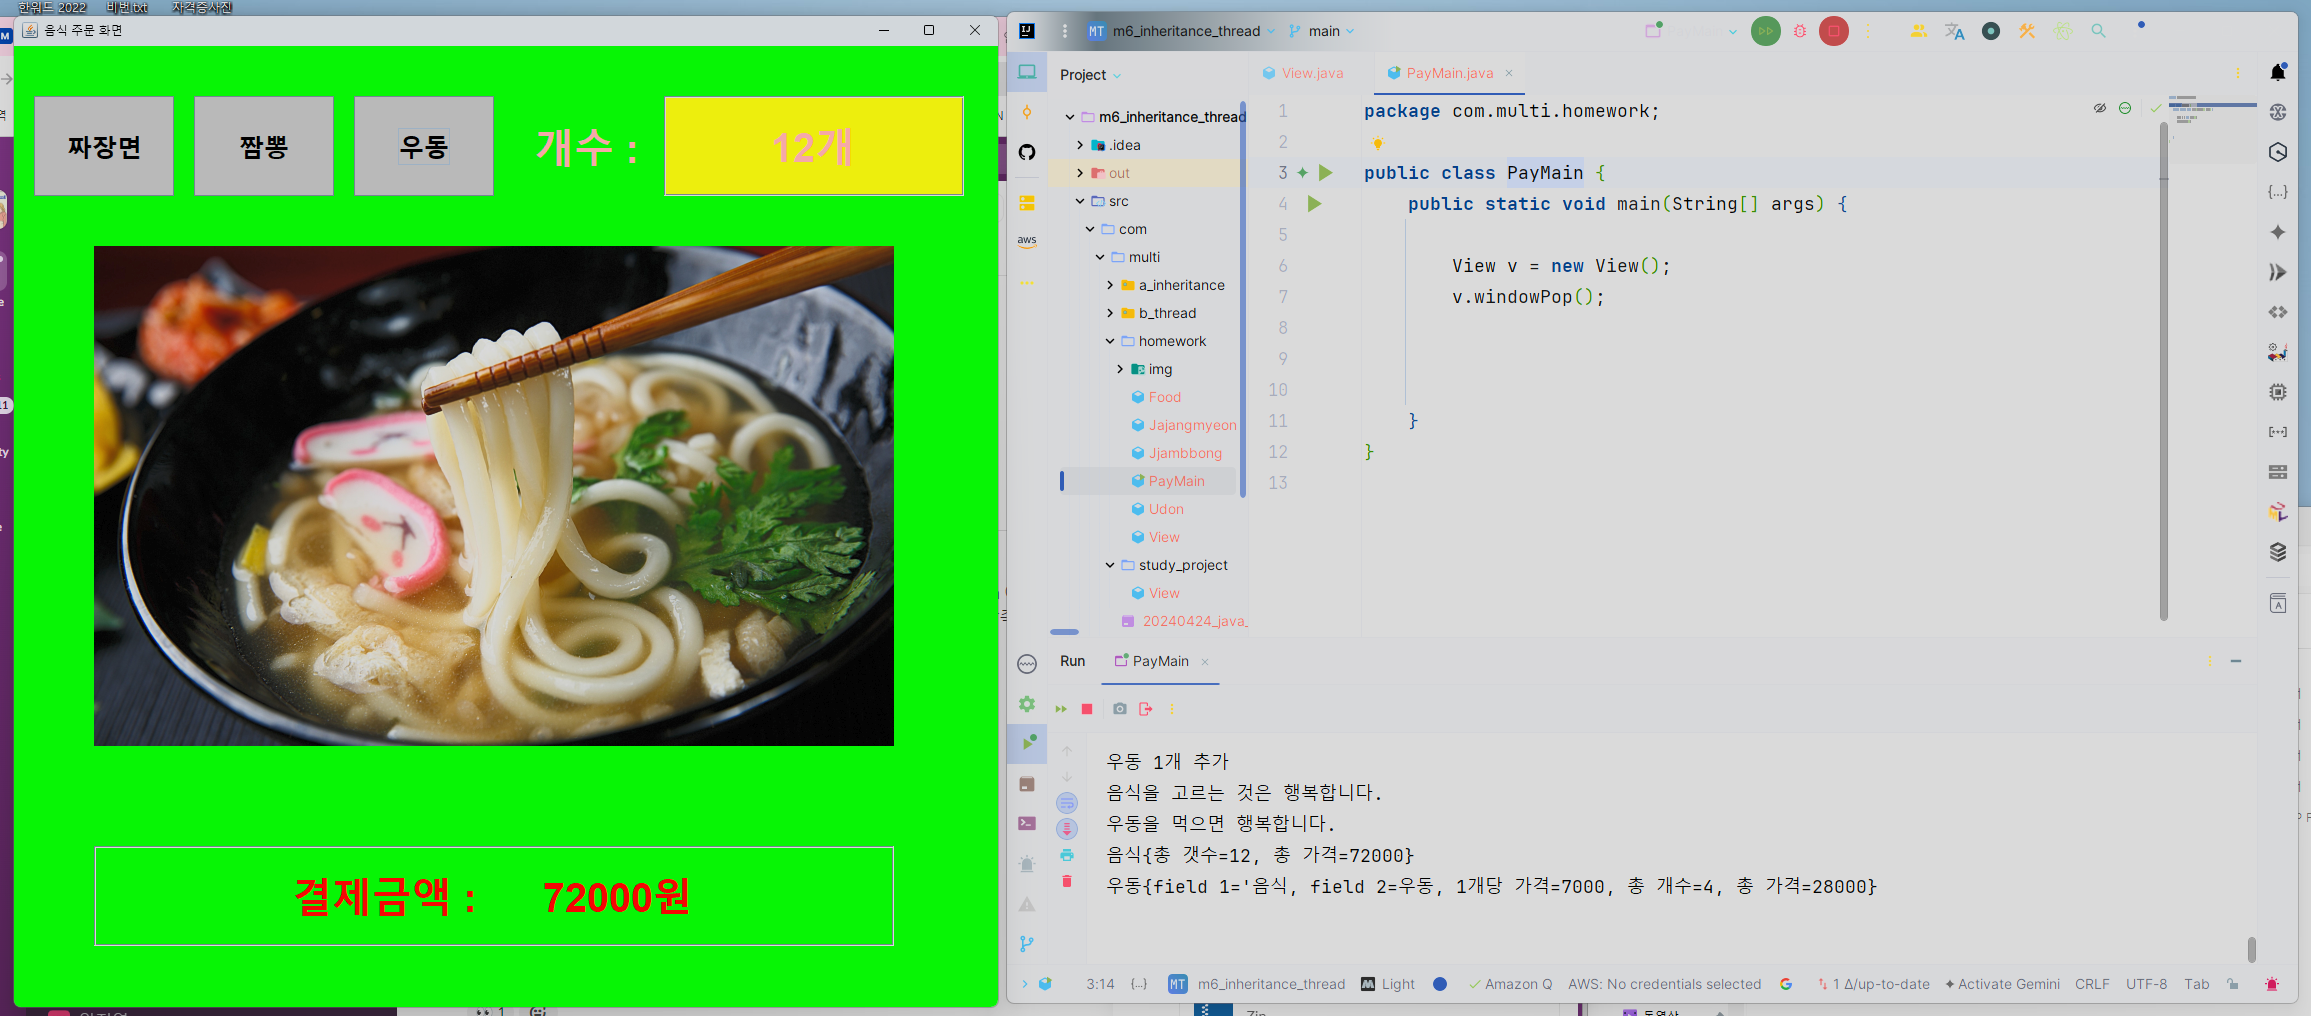 한워드 2022 비번.txt 자격증사진
음식 주문 화면
짜장면 짬뽕 우동 개수 : 12개
결제금액 : 72000원
MT m6_inheritance_thread main
Project
m6_inheritance_thread
.idea
out
src
com
multi
a_inheritance
b_thread
homework
img
Food
Jajangmyeon
Jjambbong
PayMain
Udon
View
study_project
View
20240424_java_
aws
View.java PayMain.java
1 package com.multi.homework;
2
3 public class PayMain {
4 public static void main(String[] args) {
5
6 View v = new View();
7 v.windowPop();
8
9
10
11 }
12 }
13
Run PayMain
우동 1개 추가
음식을 고르는 것은 행복합니다.
우동을 먹으면 행복합니다.
음식{총 갯수=12, 총 가격=72000}
우동{field 1='음식, field 2=우동, 1개당 가격=7000, 총 개수=4, 총 가격=28000}
3:14 {...} MT m6_inheritance_thread Light Amazon Q AWS: No credentials selected 1 Δ/up-to-date Activate Gemini CRLF UTF-8 Tab